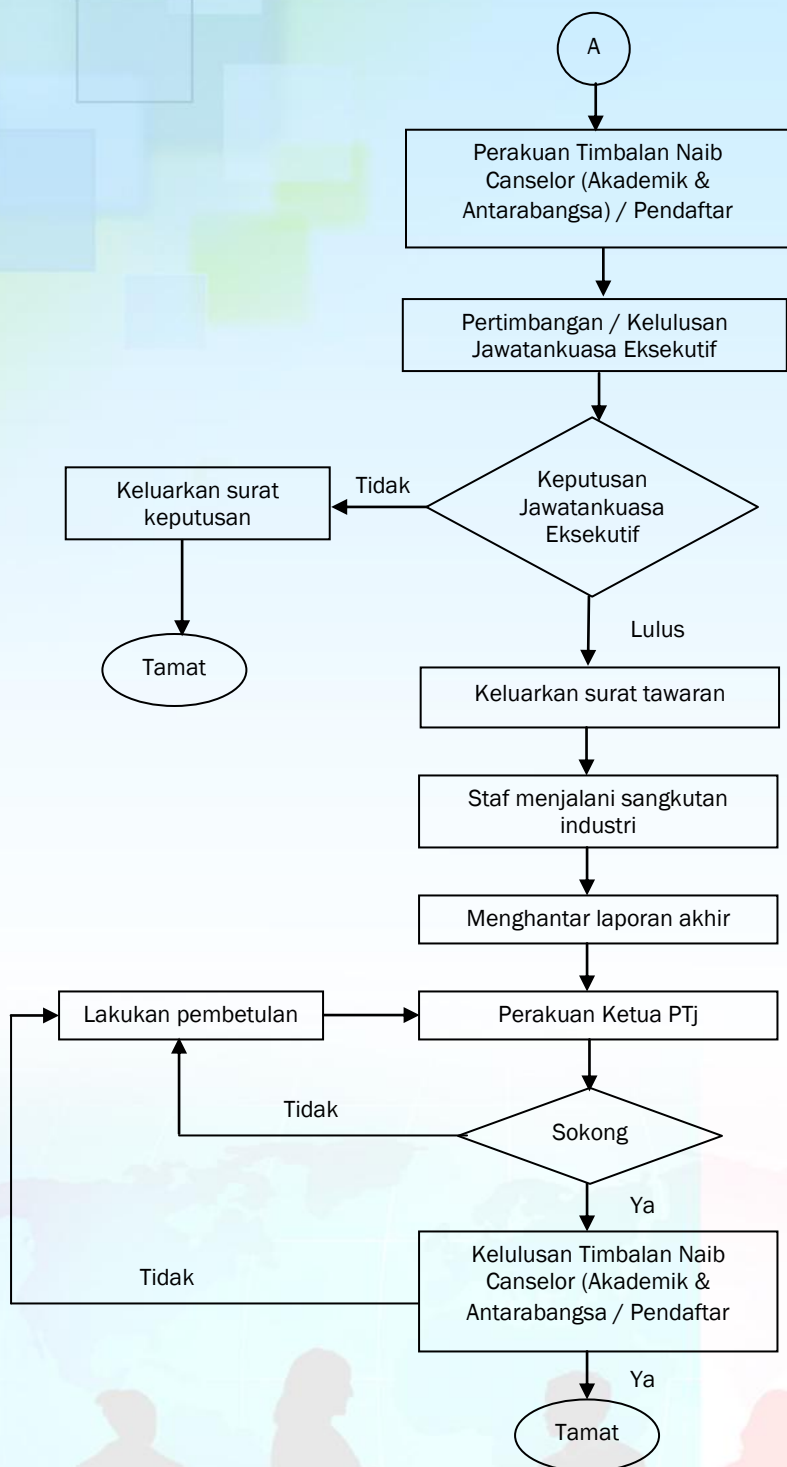 A
Perakuan Timbalan Naib
Canselor (Akademik &
Antarabangsa) / Pendaftar
Pertimbangan / Kelulusan
Jawatankuasa Eksekutif
Keputusan
Jawatankuasa
Eksekutif
Tidak
Keluarkan surat
keputusan
Tamat
Lulus
Keluarkan surat tawaran
Staf menjalani sangkutan
industri
Menghantar laporan akhir
Lakukan pembetulan
Perakuan Ketua PTj
Tidak
Sokong
Ya
Kelulusan Timbalan Naib
Canselor (Akademik &
Antarabangsa / Pendaftar
Tidak
Ya
Tamat